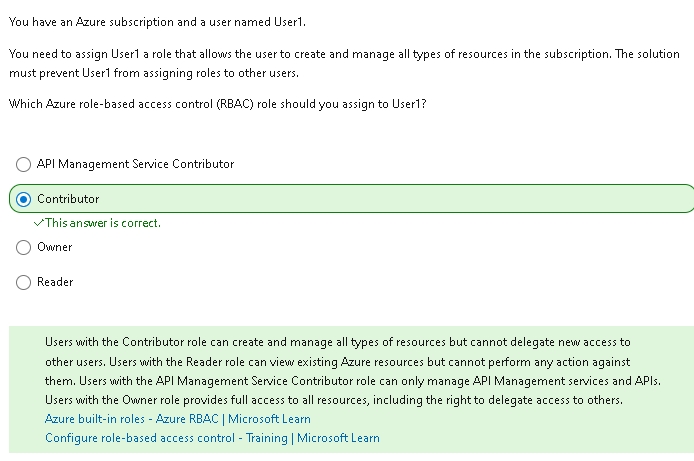 You have an Azure subscription and a user named User1.
You need to assign User1 a role that allows the user to create and manage all types of resources in the subscription. The solution
must prevent User1 from assigning roles to other users.
Which Azure role-based access control (RBAC) role should you assign to User1?
API Management Service Contributor
Contributor
✓This answer is correct.
Owner
Reader
Users with the Contributor role can create and manage all types of resources but cannot delegate new access to
other users. Users with the Reader role can view existing Azure resources but cannot perform any action against
them. Users with the API Management Service Contributor role can only manage API Management services and APIs.
Users with the Owner role provides full access to all resources, including the right to delegate access to others.
Azure built-in roles - Azure RBAC | Microsoft Learn
Configure role-based access control - Training | Microsoft Learn